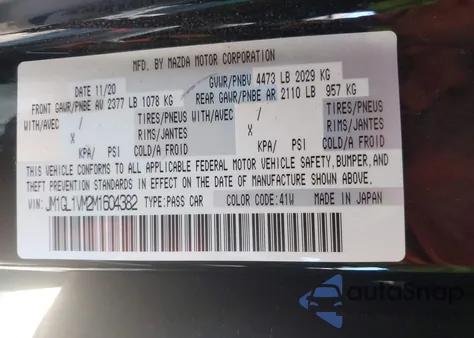 MFD. BY MAZDA MOTOR CORPORATION
DATE 11/20 GVWR/PNBV 4473 LB 2029 KG
FRONT GAWR/PNBE AV 2377 LB 1078 KG REAR GAWR/PNBE AR 2110 LB 957 KG
WITH/AVEC / TIRES/PNEUS WITH/AVEC / TIRES/PNEUS
X RIMS/JANTES X RIMS/JANTES
KPA/ PSI COLD/A FROID KPA/ PSI COLD/A FROID
THIS VEHICLE CONFORMS TO ALL APPLICABLE FEDERAL MOTOR VEHICLE SAFETY, BUMPER, AND
THEFT PREVENTION STANDARDS IN EFFECT ON THE DATE OF MANUFACTURE SHOWN ABOVE.
VIN: JM1GL1VM2M1604382 TYPE: PASS CAR COLOR CODE: 41W MADE IN JAPAN
autoSnap